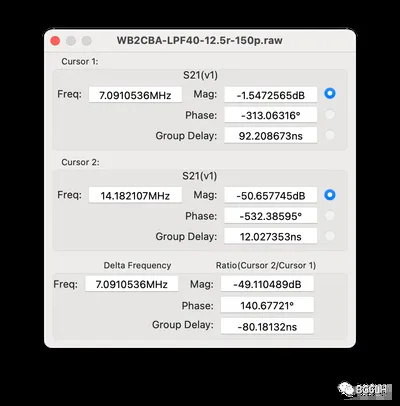 WB2CBA-LPF40-12.5r-150p.raw
Cursor 1:
S21(v1)
Freq: 7.0910536MHz Mag: -1.5472565dB
Phase: -313.06316°
Group Delay: 92.208673ns
Cursor 2:
S21(v1)
Freq: 14.182107MHz Mag: -50.657745dB
Phase: -532.38595°
Group Delay: 12.027353ns
Delta Frequency Ratio(Cursor 2/Cursor 1)
Freq: 7.0910536MHz Mag: -49.110489dB
Phase: 140.67721°
Group Delay: -80.18132ns